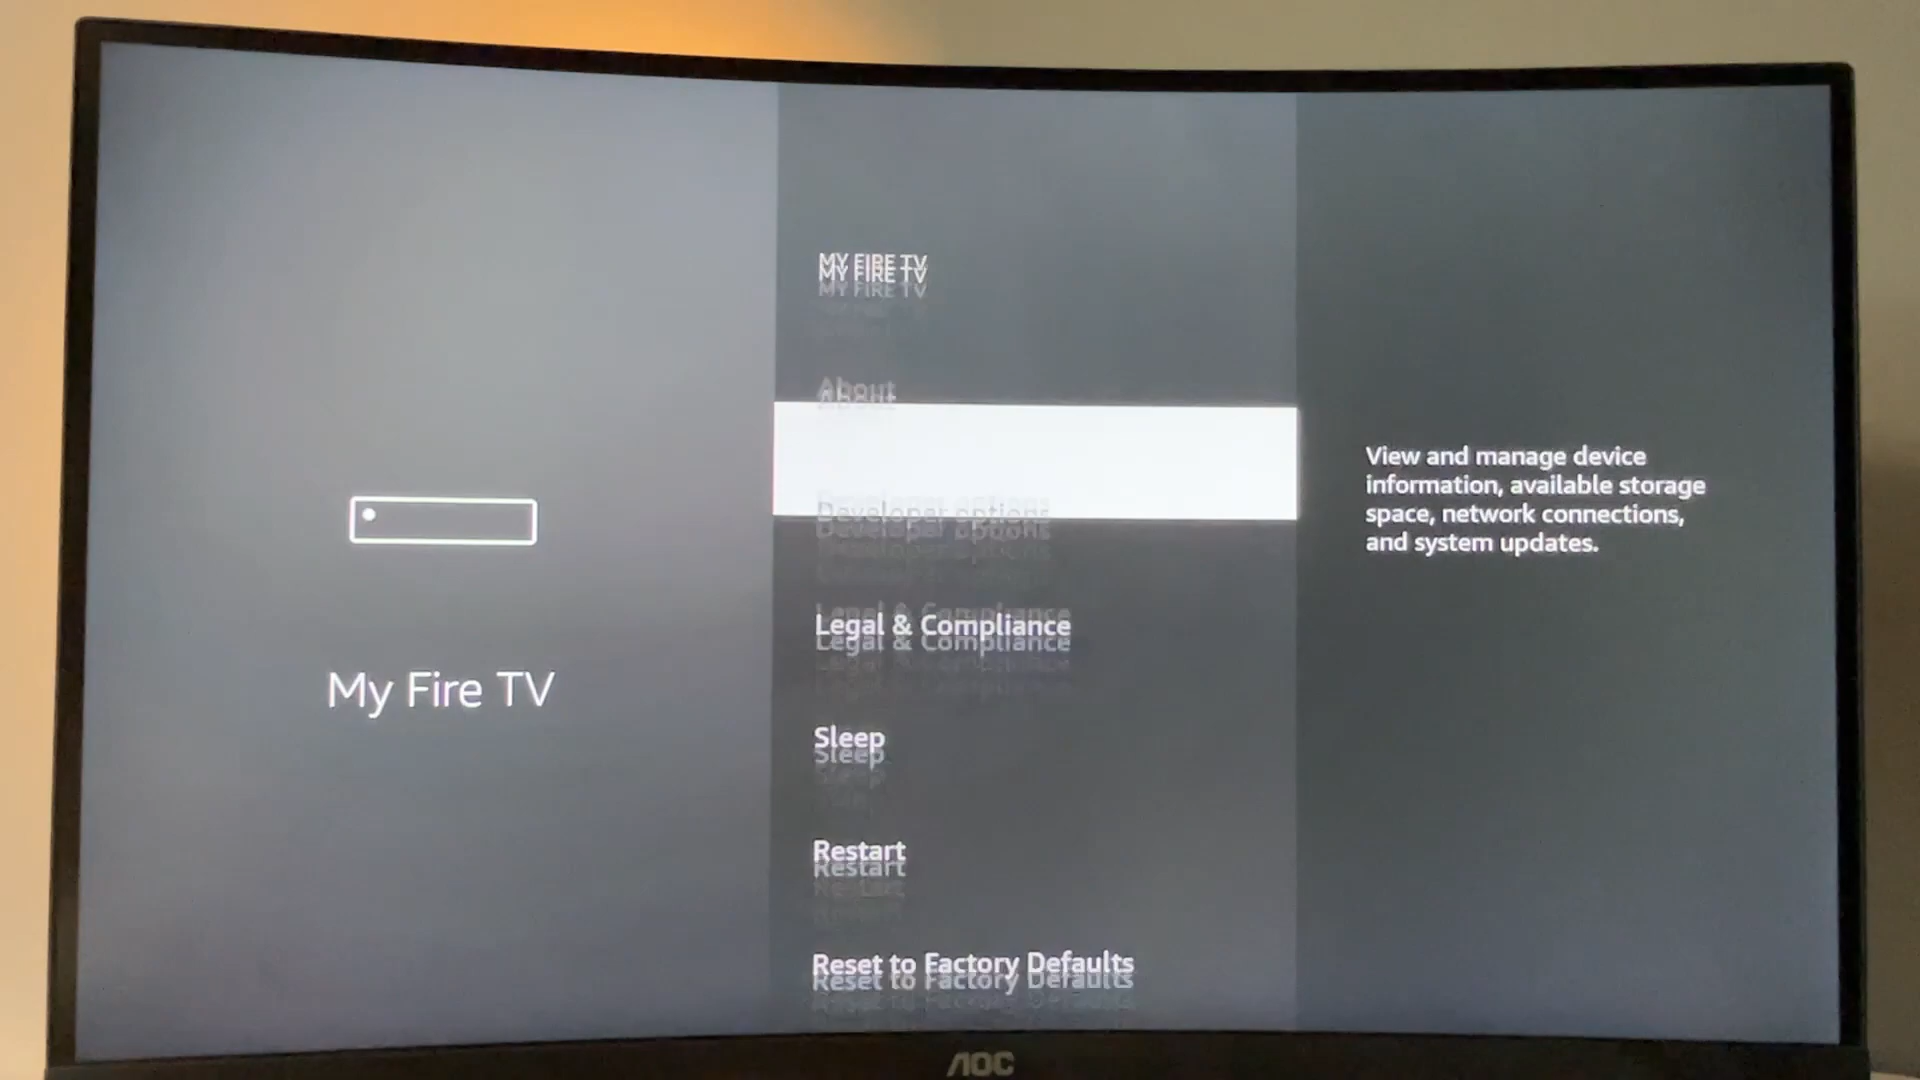 MY FIRE TV
About
Developer options
Legal & Compliance
Sleep
Restart
Reset to Factory Defaults
My Fire TV
View and manage device
information, available storage
space, network connections,
and system updates.
AOC